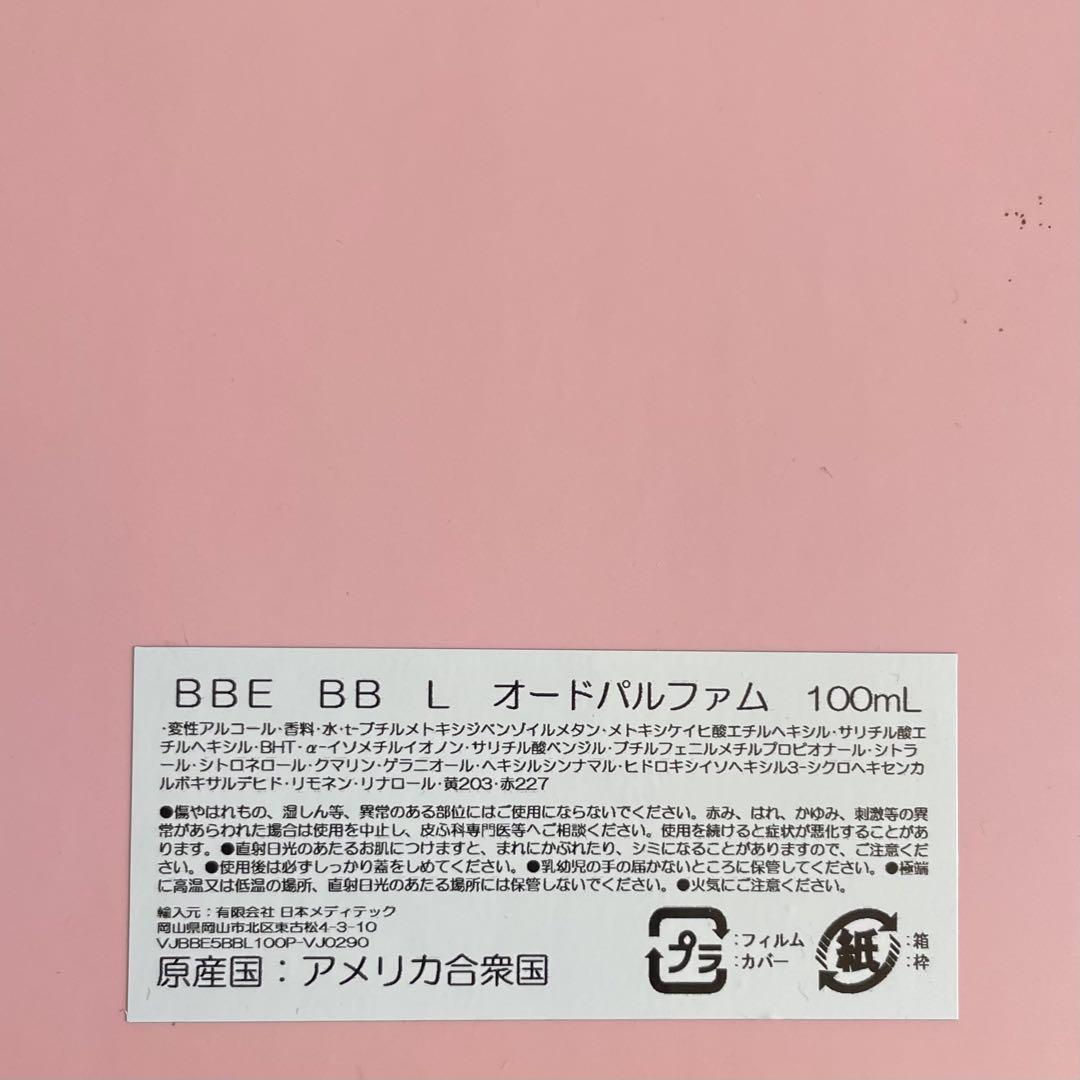 BBE BB L オードパルファム 100mL
･変性アルコール･香料･水･t-ブチルメトキシジベンゾイルメタン･メトキシケイヒ酸エチルヘキシル･サリチル酸エ
チルヘキシル･BHT･α-イソメチルイオノン･サリチル酸ベンジル･ブチルフェニルメチルプロピオナール･シトラ
ール･シトロネロール･クマリン･ゲラニオール･ヘキシルシンナマル･ヒドロキシイソヘキシル3-シクロヘキセンカ
ルボキサルデヒド･リモネン･リナロール･黄203･赤227
●傷やはれもの、湿しん等、異常のある部位にはご使用にならないでください。赤み、はれ、かゆみ、刺激等の異
常があらわれた場合は使用を中止し、皮ふ科専門医等へご相談ください。使用を続けると症状が悪化することがあ
ります。●直射日光のあたるお肌につけますと、まれにかぶれたり、シミになることがありますので、ご注意くださ
い。●使用後は必ずしっかり蓋をしめてください。●乳幼児の手の届かないところに保管してください。●極端
に高温又は低温の場所、直射日光のあたる場所には保管しないでください。●火気にご注意ください。
輸入元：有限会社 日本メディテック
岡山県岡山市北区東古松4-3-10
VJBBE5BBL100P-VJ0290
原産国：アメリカ合衆国
プラ
:フィルム
:カバー
紙
:箱
:枠